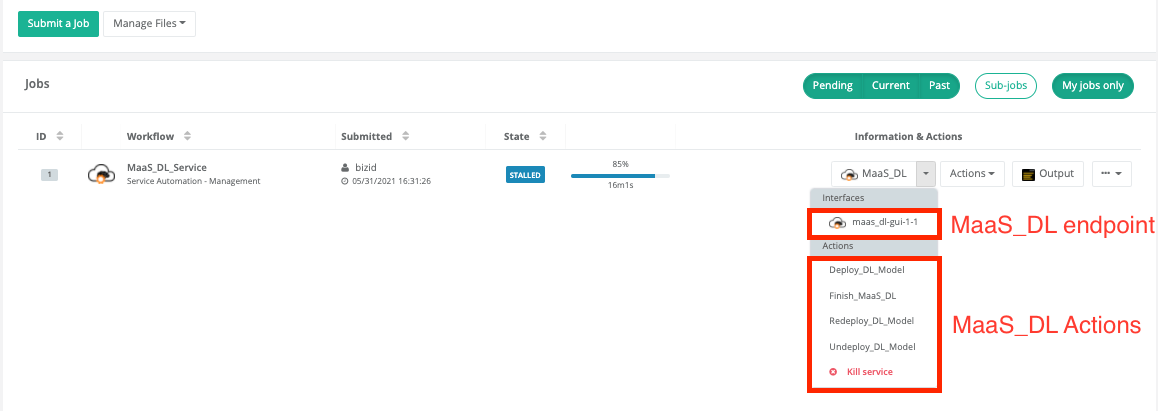 Submit a Job
Manage Files
Jobs
Pending Current Past
Sub-jobs
My jobs only
ID Workflow Submitted State Information & Actions
1
MaaS_DL_Service
Service Automation - Management
bizid
05/31/2021 16:31:26
STALLED
85%
16m1s
MaaS_DL
Actions
Output
Interfaces
maas_dl-gui-1-1
MaaS_DL endpoint
Actions
Deploy_DL_Model
Finish_MaaS_DL
Redeploy_DL_Model
MaaS_DL Actions
Undeploy_DL_Model
Kill service